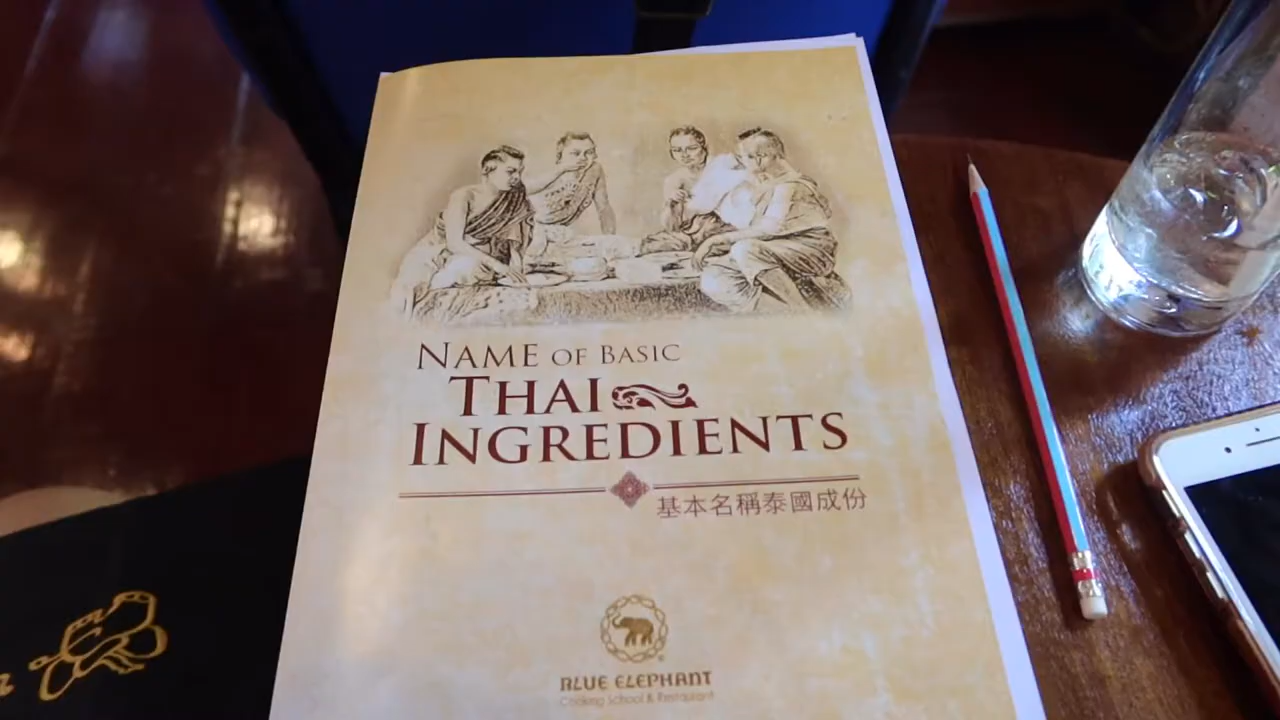 NAME OF BASIC
THAI
INGREDIENTS
基本名稱泰國成份
BLUE ELEPHANT
Cooking School & Restaurant